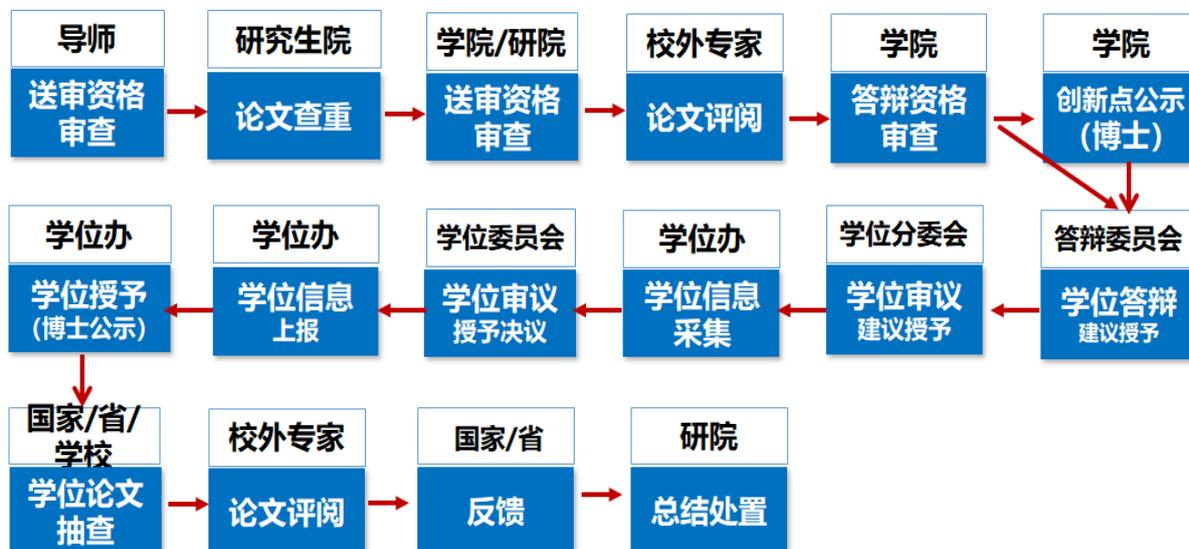 导师
送审资格
审查
研究生院
论文查重
学院/研院
送审资格
审查
校外专家
论文评阅
学院
答辩资格
审查
学院
创新点公示
（博士）
答辩委员会
学位答辩
建议授予
学位分委会
学位审议
建议授予
学位办
学位信息
采集
学位委员会
学位审议
授予决议
学位办
学位信息
上报
学位办
学位授予
（博士公示）
国家/省/
学校
学位论文
抽查
校外专家
论文评阅
国家/省
反馈
研院
总结处置